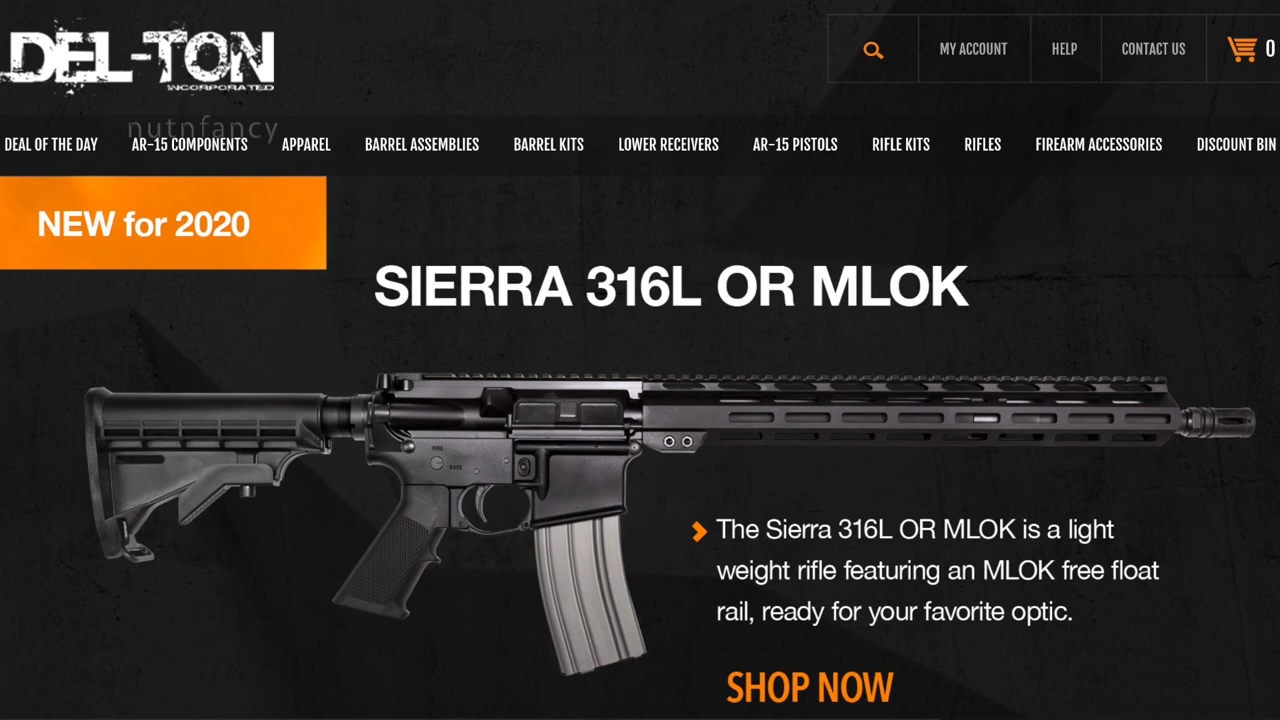 DEL-TON
INCORPORATED
MY ACCOUNT
HELP
CONTACT US
0
nutnfancy
DEAL OF THE DAY
AR-15 COMPONENTS
APPAREL
BARREL ASSEMBLIES
BARREL KITS
LOWER RECEIVERS
AR-15 PISTOLS
RIFLE KITS
RIFLES
FIREARM ACCESSORIES
DISCOUNT BIN
NEW for 2020
SIERRA 316L OR MLOK
FIRE
SAFE
The Sierra 316L OR MLOK is a light
weight rifle featuring an MLOK free float
rail, ready for your favorite optic.
SHOP NOW